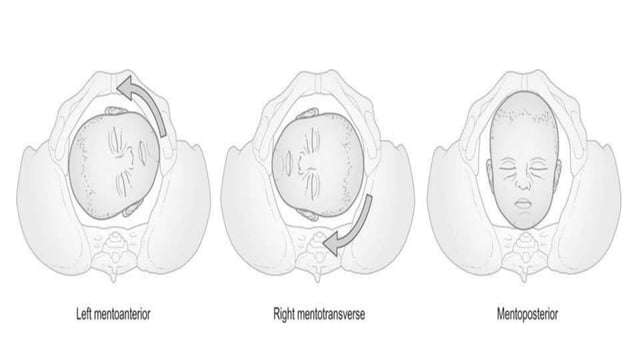 Left mentoanterior
Right mentotransverse
Mentoposterior